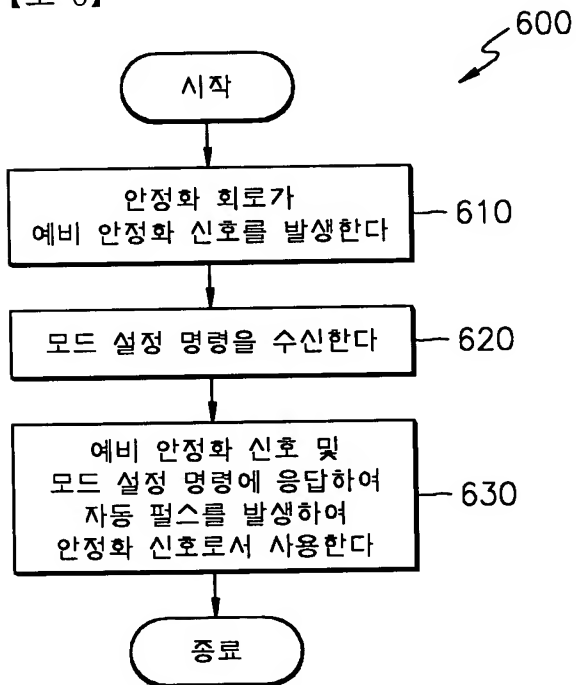 600
시작
안정화 회로가
예비 안정화 신호를 발생한다
610
모드 설정 명령을 수신한다
620
예비 안정화 신호 및
모드 설정 명령에 응답하여
자동 펄스를 발생하여
안정화 신호로서 사용한다
630
종료